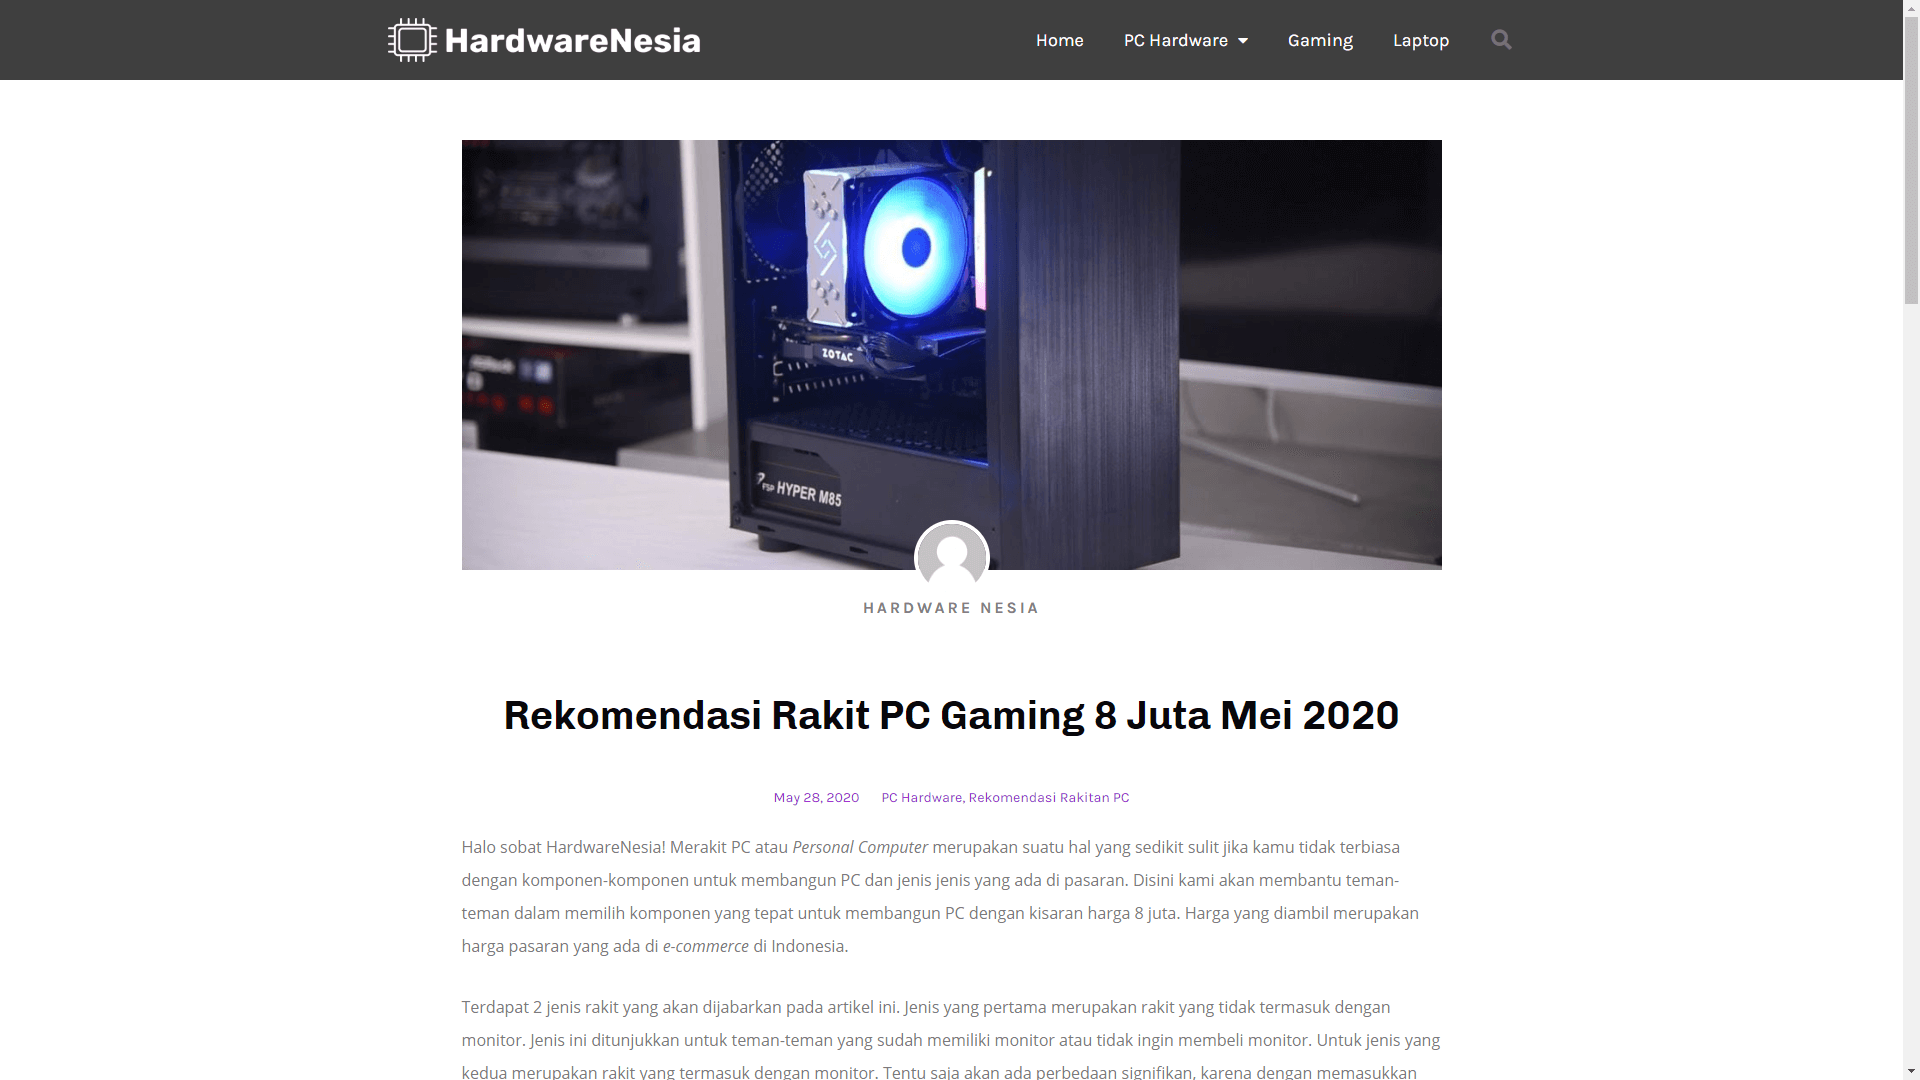 HardwareNesia
Home
PC Hardware
Gaming
Laptop
ZOTAC
FSP HYPER M85
HARDWARE NESIA
Rekomendasi Rakit PC Gaming 8 Juta Mei 2020
May 28, 2020 PC Hardware, Rekomendasi Rakitan PC
Halo sobat HardwareNesia! Merakit PC atau Personal Computer merupakan suatu hal yang sedikit sulit jika kamu tidak terbiasa
dengan komponen-komponen untuk membangun PC dan jenis jenis yang ada di pasaran. Disini kami akan membantu teman-
teman dalam memilih komponen yang tepat untuk membangun PC dengan kisaran harga 8 juta. Harga yang diambil merupakan
harga pasaran yang ada di e-commerce di Indonesia.
Terdapat 2 jenis rakit yang akan dijabarkan pada artikel ini. Jenis yang pertama merupakan rakit yang tidak termasuk dengan
monitor. Jenis ini ditunjukkan untuk teman-teman yang sudah memiliki monitor atau tidak ingin membeli monitor. Untuk jenis yang
kedua merupakan rakit yang termasuk dengan monitor. Tentu saja akan ada perbedaan signifikan, karena dengan memasukkan